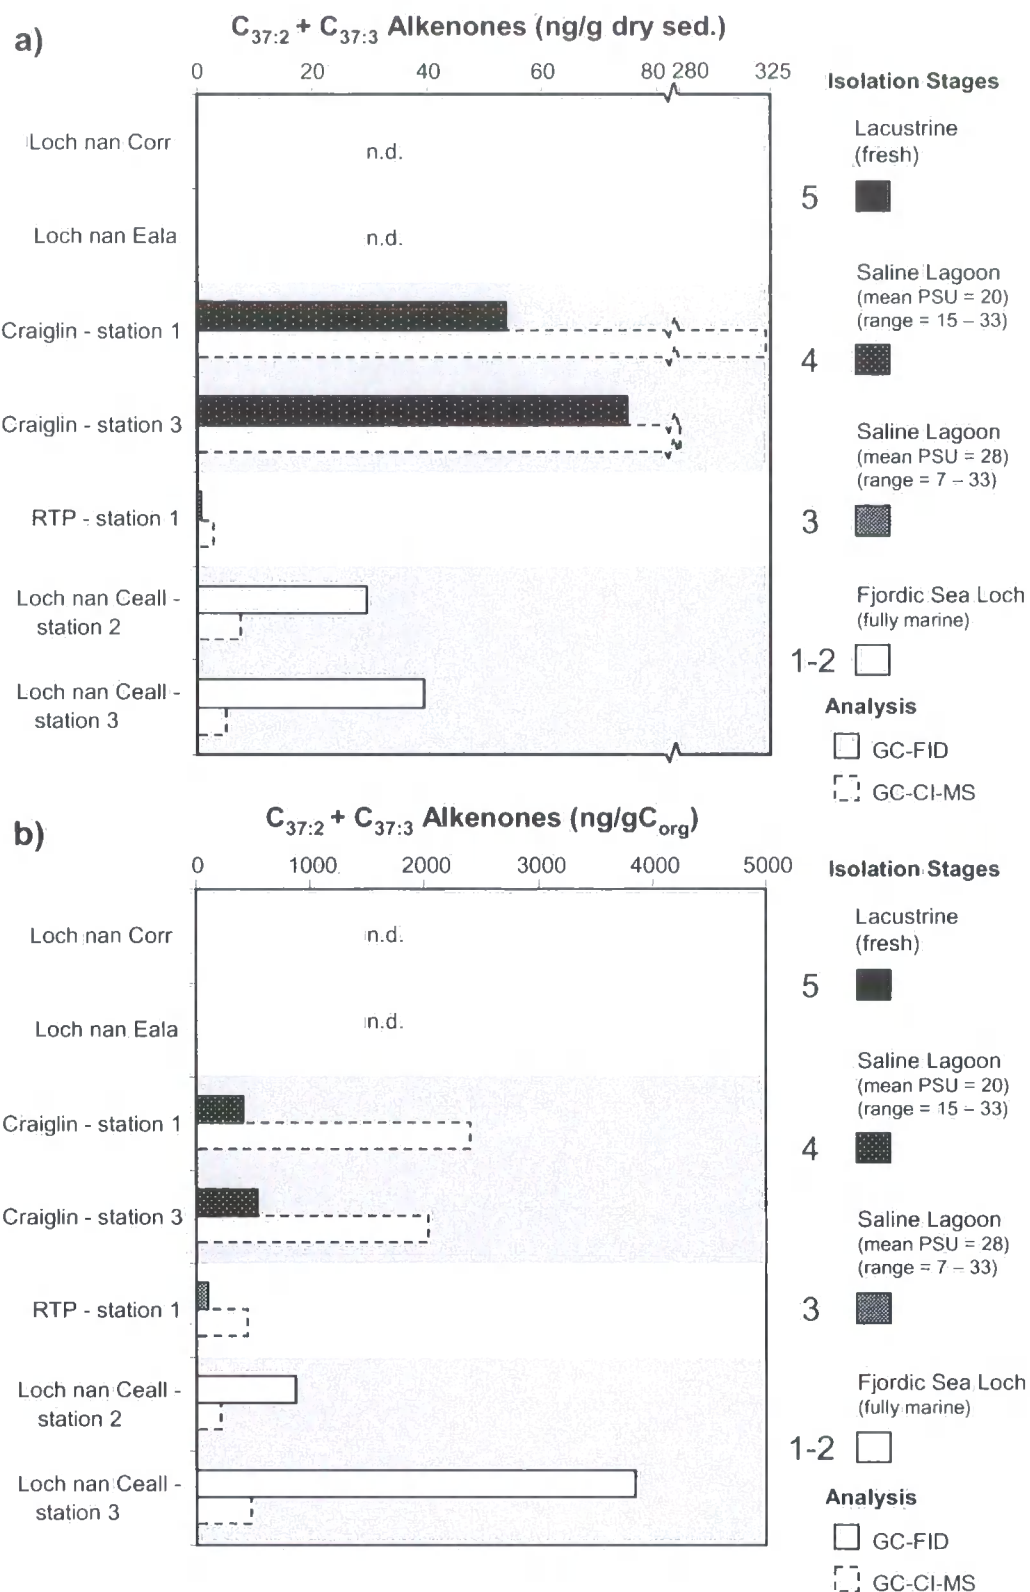 a)
C37:2 + C37:3 Alkenones (ng/g dry sed.)
0 20 40 60 80 280 325
Loch nan Corr
n.d.
Loch nan Eala
n.d.
Craiglin - station 1
Craiglin - station 3
RTP - station 1
Loch nan Ceall -
station 2
Loch nan Ceall -
station 3
Isolation Stages
Lacustrine
(fresh)
5
Saline Lagoon
(mean PSU = 20)
(range = 15 – 33)
4
Saline Lagoon
(mean PSU = 28)
(range = 7 – 33)
3
Fjordic Sea Loch
(fully marine)
1-2
Analysis
GC-FID
GC-CI-MS
b)
C37:2 + C37:3 Alkenones (ng/gCorg)
0 1000 2000 3000 4000 5000
Loch nan Corr
n.d.
Loch nan Eala
n.d.
Craiglin - station 1
Craiglin - station 3
RTP - station 1
Loch nan Ceall -
station 2
Loch nan Ceall -
station 3
Isolation Stages
Lacustrine
(fresh)
5
Saline Lagoon
(mean PSU = 20)
(range = 15 – 33)
4
Saline Lagoon
(mean PSU = 28)
(range = 7 – 33)
3
Fjordic Sea Loch
(fully marine)
1-2
Analysis
GC-FID
GC-CI-MS